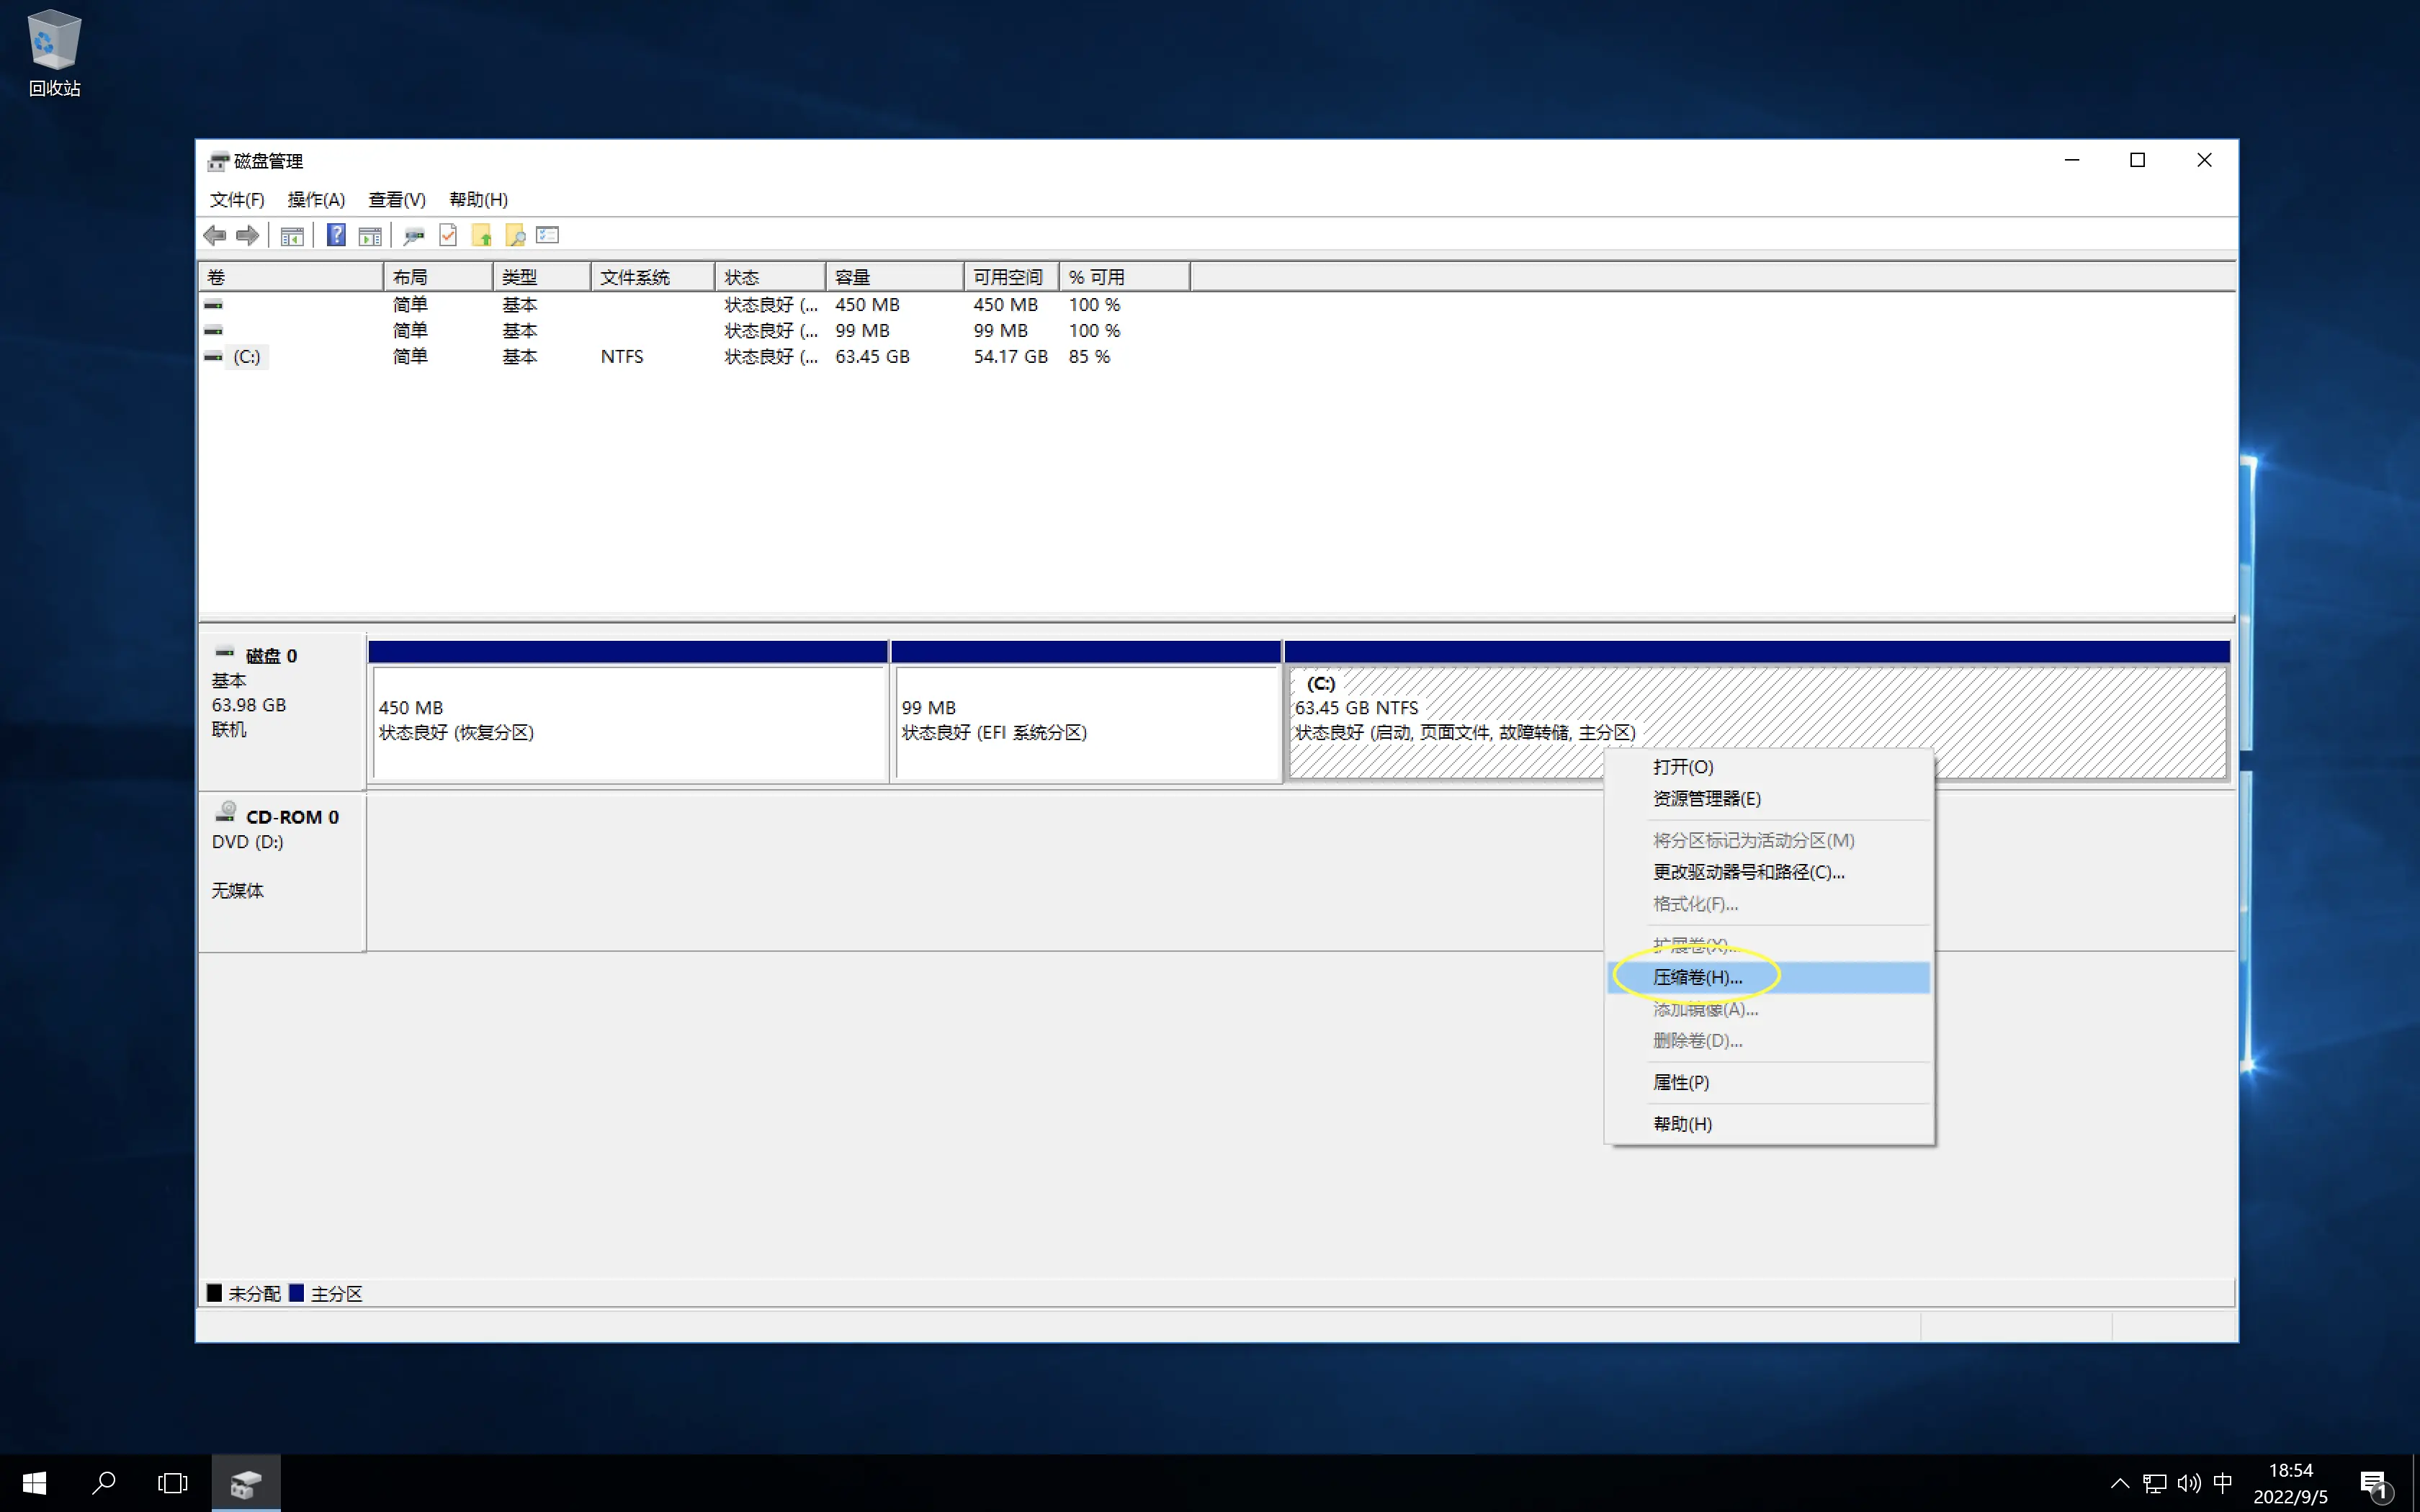 回收站
磁盘管理
文件(F) 操作(A) 查看(V) 帮助(H)
卷 布局 类型 文件系统 状态 容量 可用空间 % 可用
简单 基本 状态良好 (... 450 MB 450 MB 100 %
简单 基本 状态良好 (... 99 MB 99 MB 100 %
(C:) 简单 基本 NTFS 状态良好 (... 63.45 GB 54.17 GB 85 %
磁盘 0
基本
63.98 GB
联机
450 MB
状态良好 (恢复分区)
99 MB
状态良好 (EFI 系统分区)
(C:)
63.45 GB NTFS
状态良好 (启动, 页面文件, 故障转储, 主分区)
CD-ROM 0
DVD (D:)
无媒体
打开(O)
资源管理器(E)
将分区标记为活动分区(M)
更改驱动器号和路径(C)...
格式化(F)...
扩展卷(X)...
压缩卷(H)...
添加镜像(A)...
删除卷(D)...
属性(P)
帮助(H)
未分配 主分区
中
18:54
2022/9/5
1